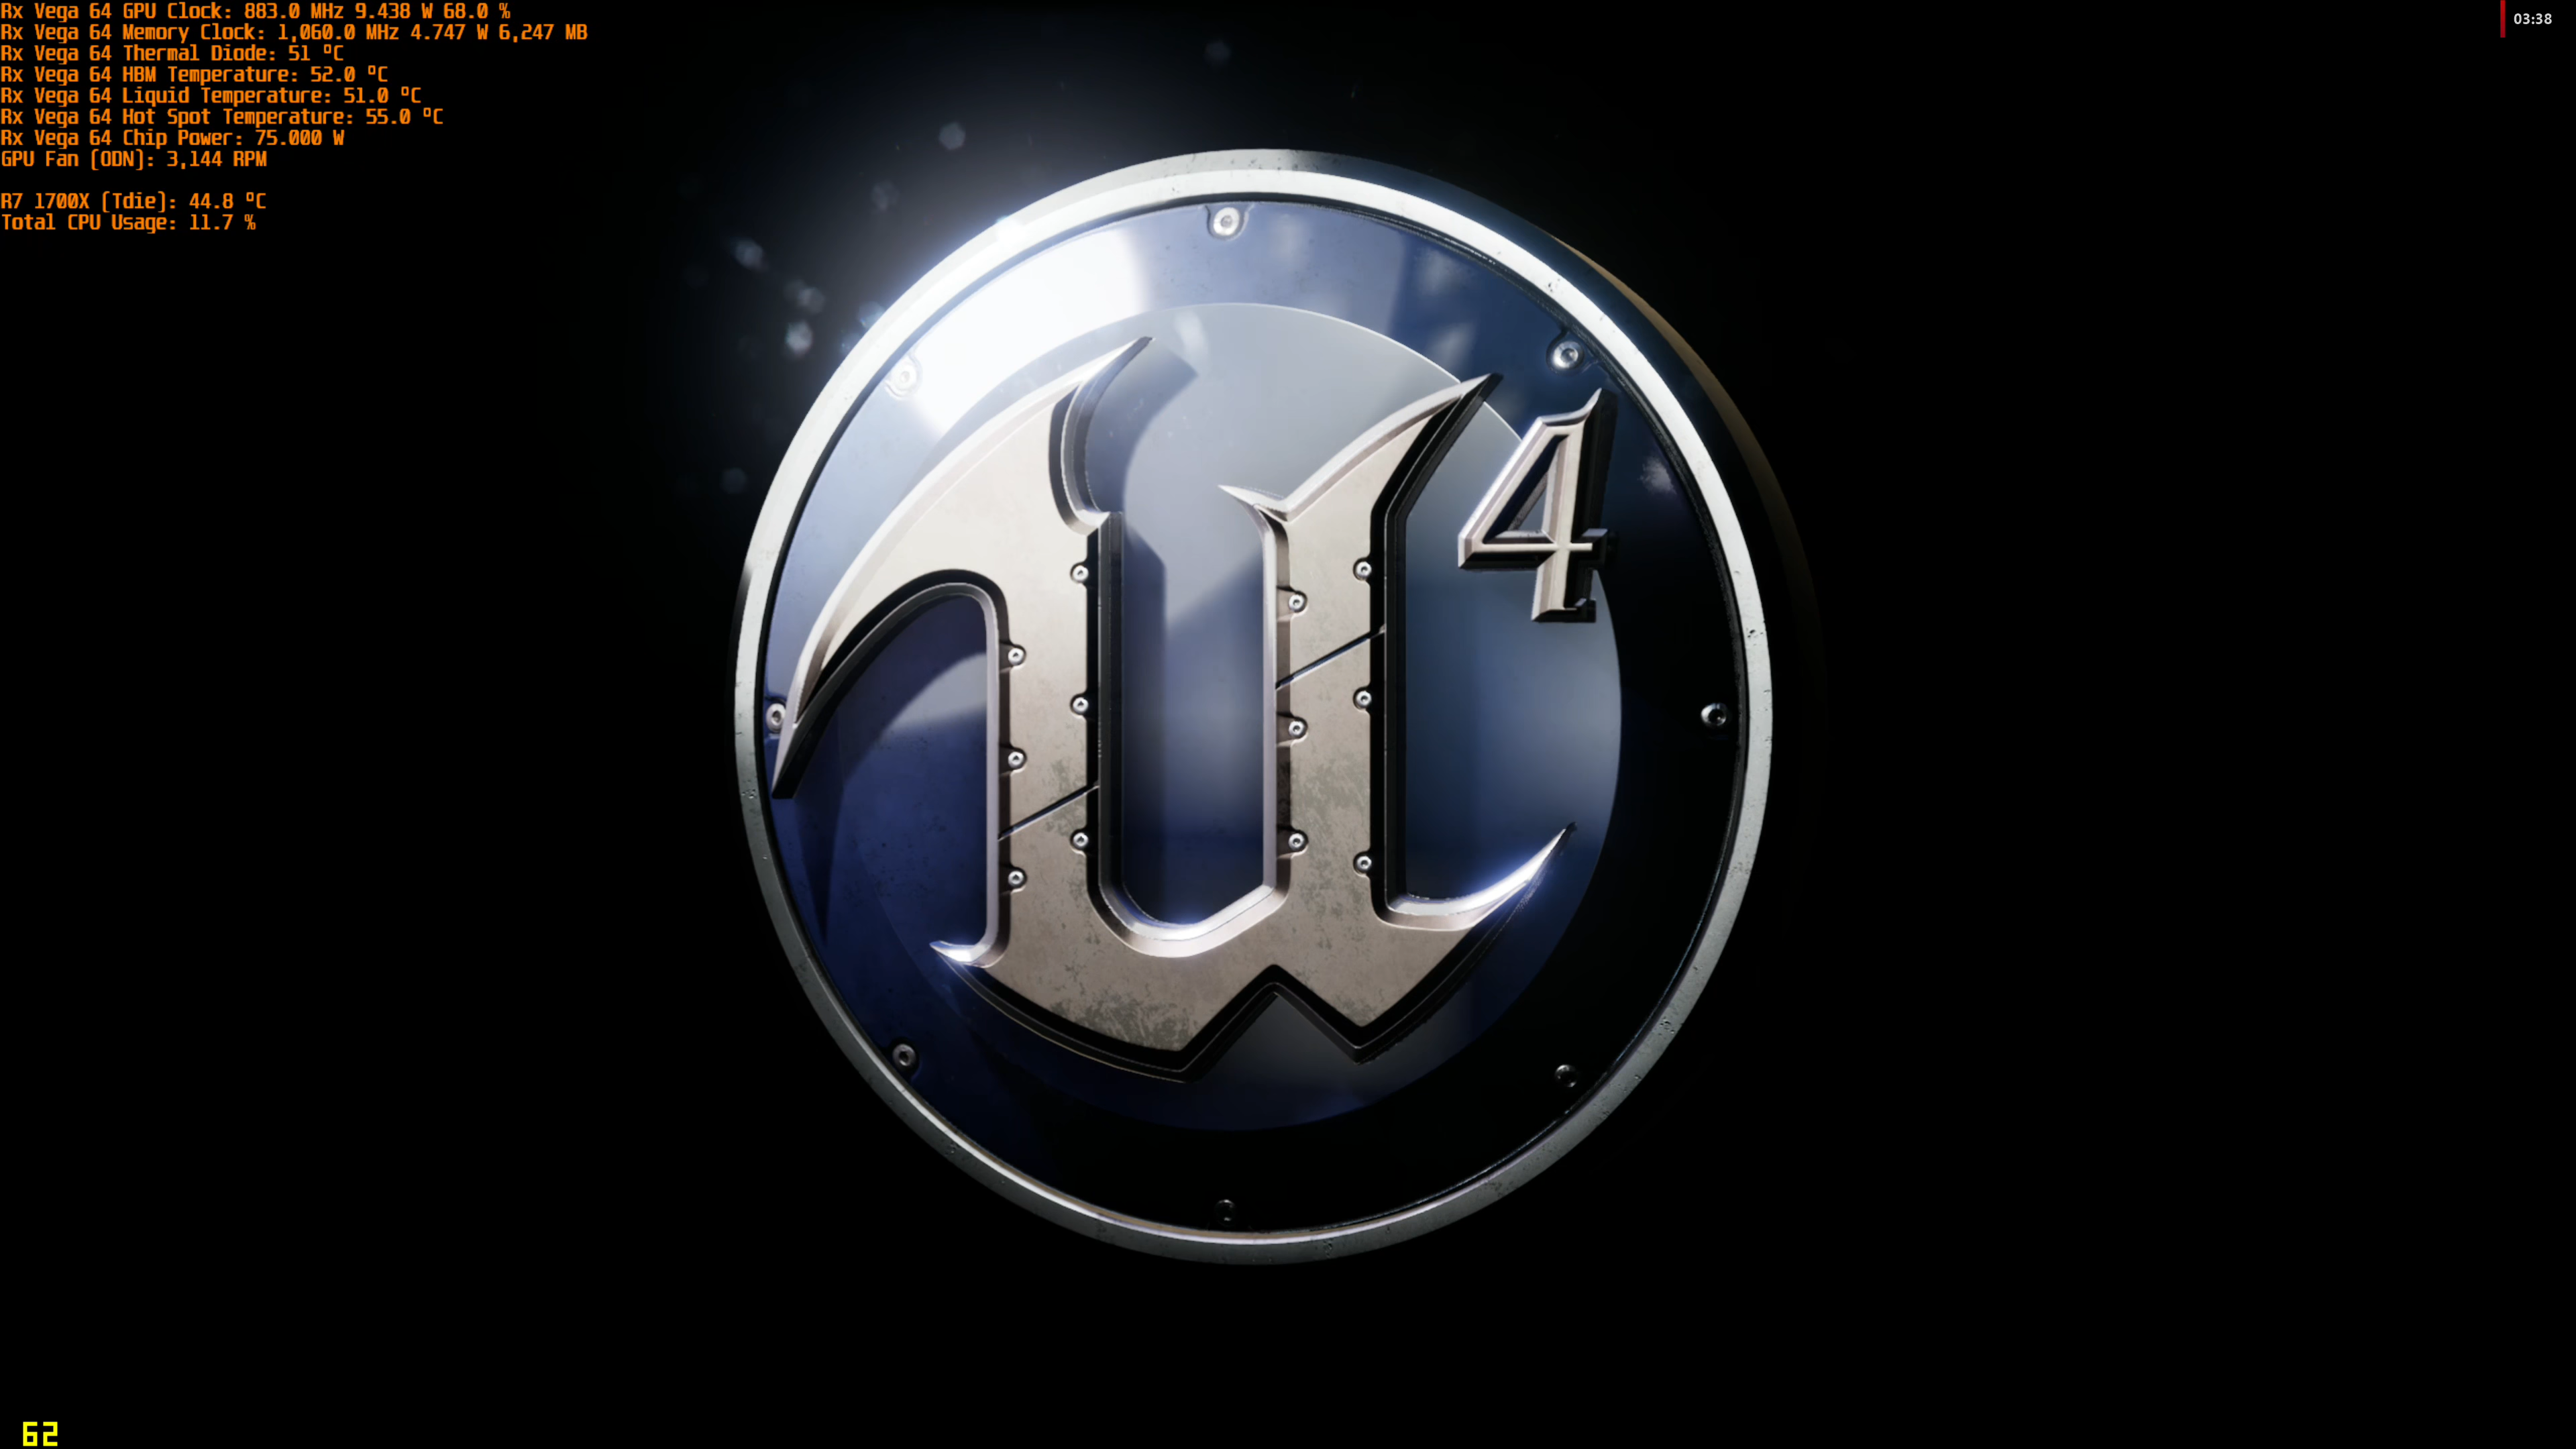 Rx Vega 64 GPU Clock: 883.0 MHz 9.438 W 68.0 %
Rx Vega 64 Memory Clock: 1,060.0 MHz 4.747 W 6,247 MB
Rx Vega 64 Thermal Diode: 51 °C
Rx Vega 64 HBM Temperature: 52.0 °C
Rx Vega 64 Liquid Temperature: 51.0 °C
Rx Vega 64 Hot Spot Temperature: 55.0 °C
Rx Vega 64 Chip Power: 75.000 W
GPU Fan (ODN): 3,144 RPM
R7 1700X (Tdie): 44.8 °C
Total CPU Usage: 11.7 %
03:38
U4
62